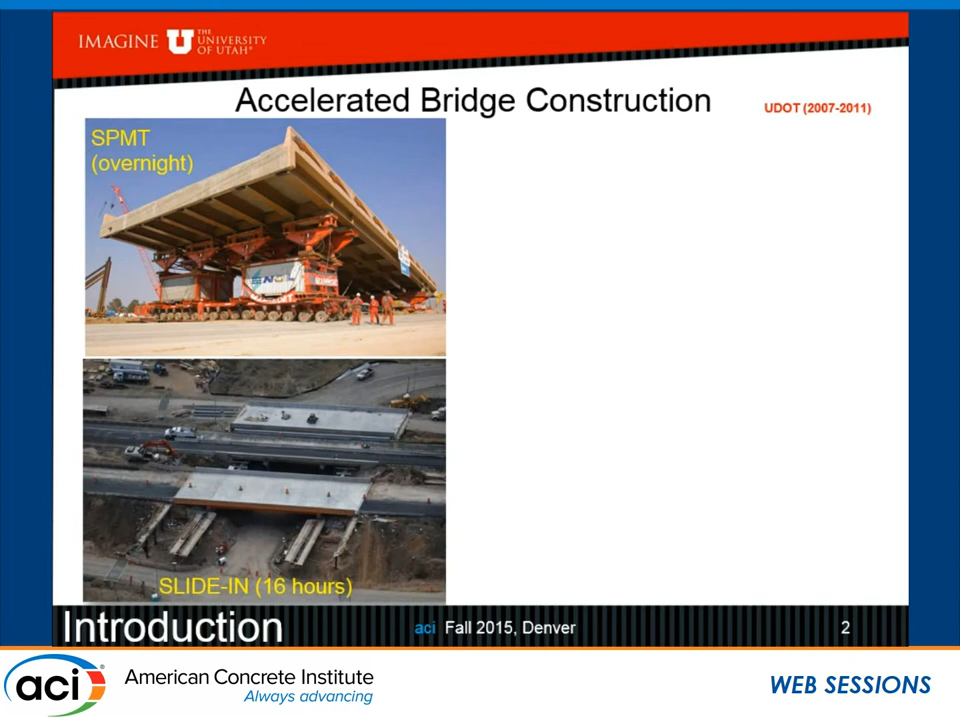 IMAGINE
THE
UNIVERSITY
OF UTAH®
Accelerated Bridge Construction
UDOT (2007-2011)
SPMT
(overnight)
SLIDE-IN (16 hours)
Introduction
aci Fall 2015, Denver
2
aci®
American Concrete Institute
Always advancing
WEB SESSIONS